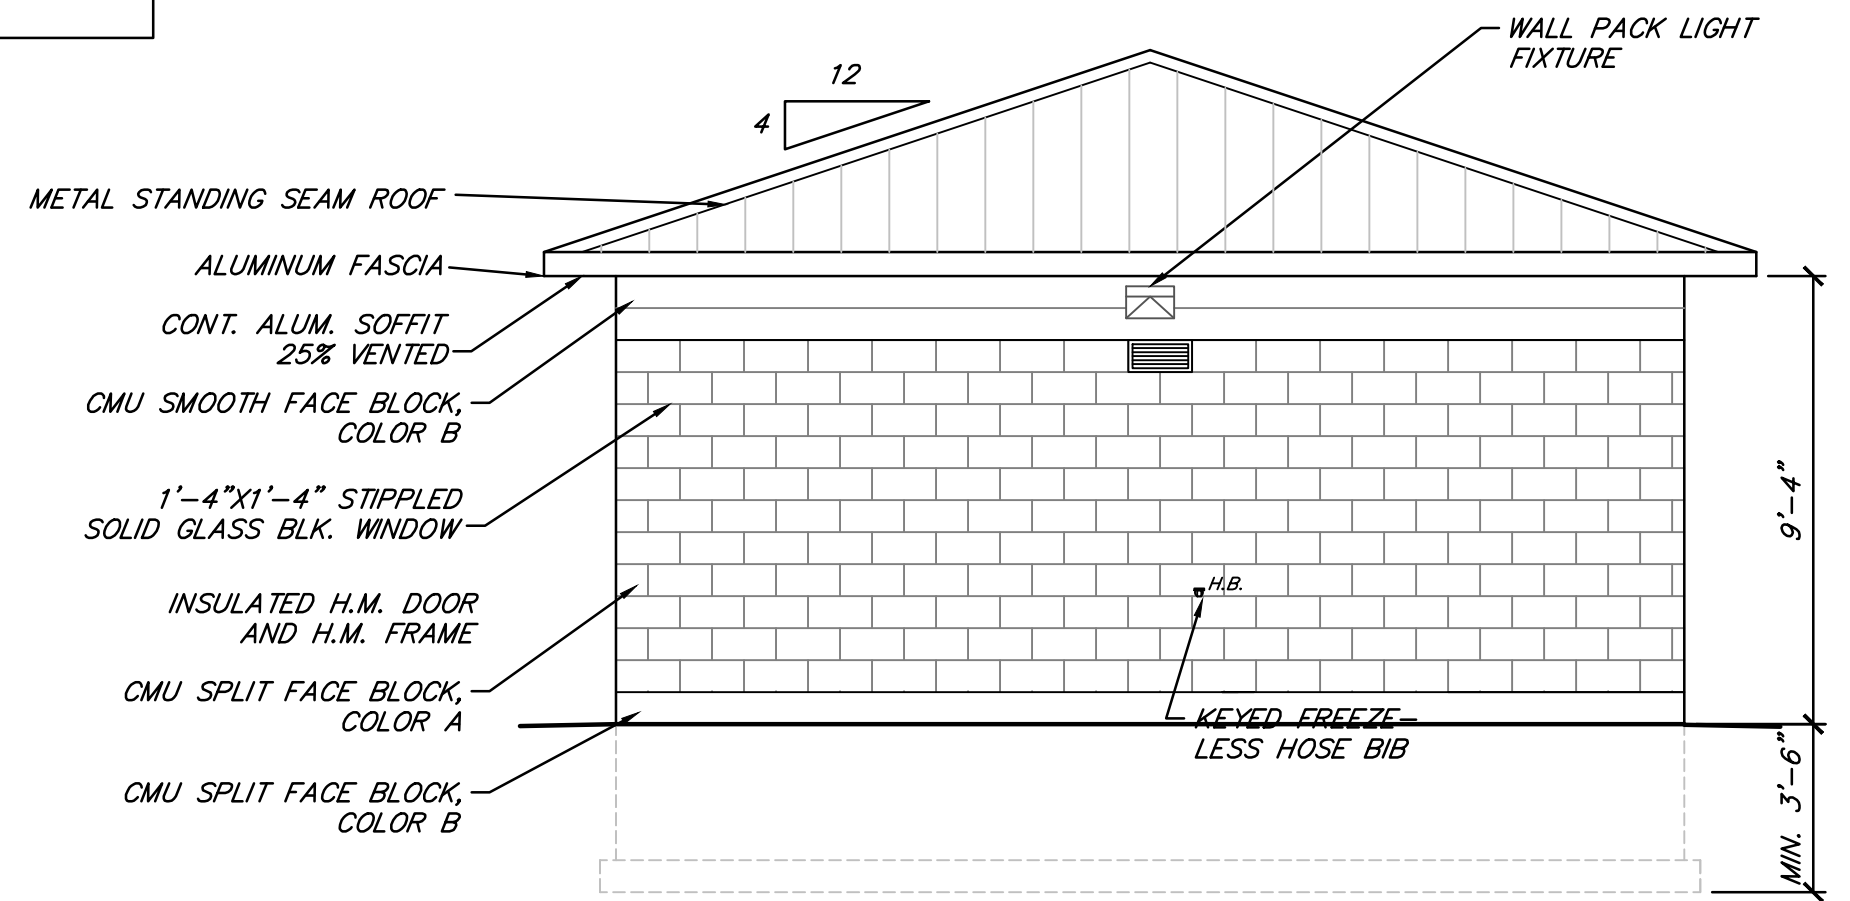 WALL PACK LIGHT
FIXTURE
12
4
METAL STANDING SEAM ROOF
ALUMINUM FASCIA
CONT. ALUM. SOFFIT
25% VENTED
CMU SMOOTH FACE BLOCK,
COLOR B
1'-4"X1'-4" STIPPLED
SOLID GLASS BLK. WINDOW
9'-4"
H.B.
INSULATED H.M. DOOR
AND H.M. FRAME
CMU SPLIT FACE BLOCK,
COLOR A
KEYED FREEZE-
LESS HOSE BIB
CMU SPLIT FACE BLOCK,
COLOR B
MIN. 3'-6"